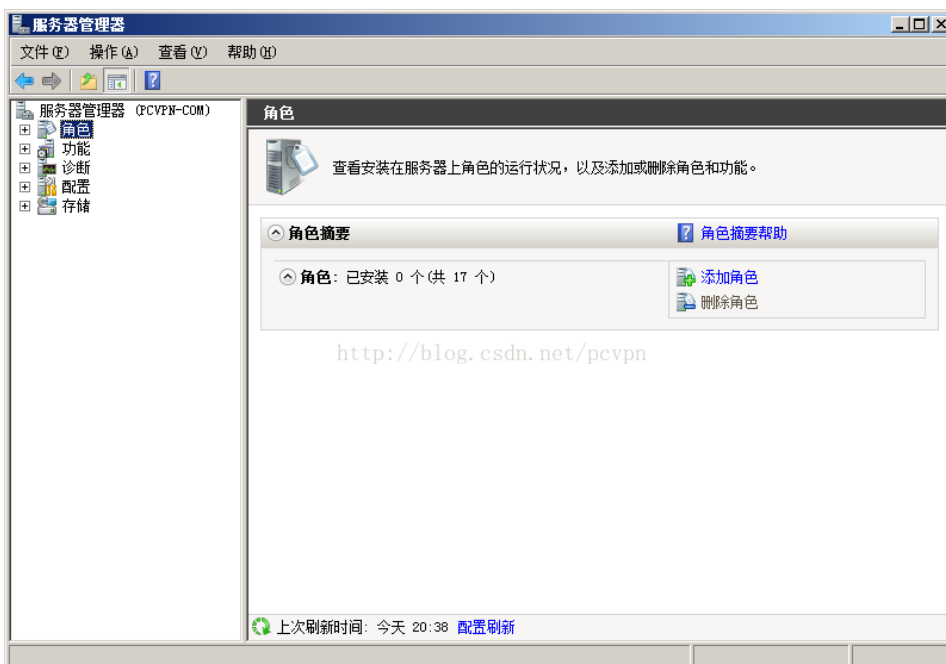 服务器管理器
文件(F) 操作(A) 查看(V) 帮助(H)
服务器管理器 (PCVPN-COM)
角色
功能
诊断
配置
存储
角色
查看安装在服务器上角色的运行状况，以及添加或删除角色和功能。
角色摘要
角色摘要帮助
角色: 已安装 0 个(共 17 个)
添加角色
删除角色
http://blog.csdn.net/pcvpn
上次刷新时间: 今天 20:38 配置刷新